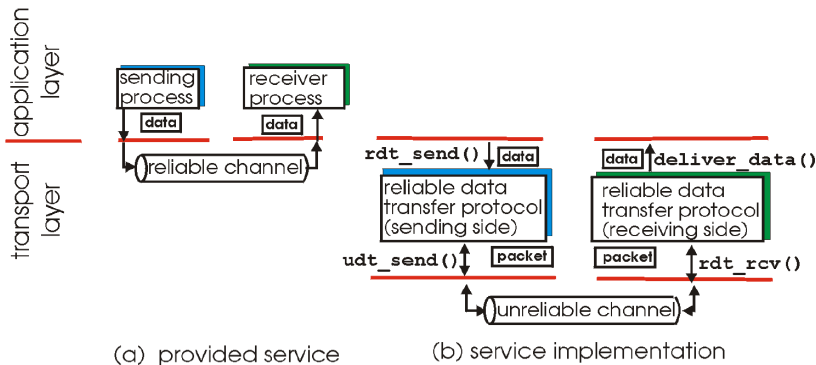 application
layer
transport
layer
sending
process
receiver
process
data
data
reliable channel
rdt_send()
data
data
deliver_data()
reliable data
transfer protocol
(sending side)
reliable data
transfer protocol
(receiving side)
udt_send()
packet
packet
rdt_rcv()
unreliable channel
(a) provided service
(b) service implementation